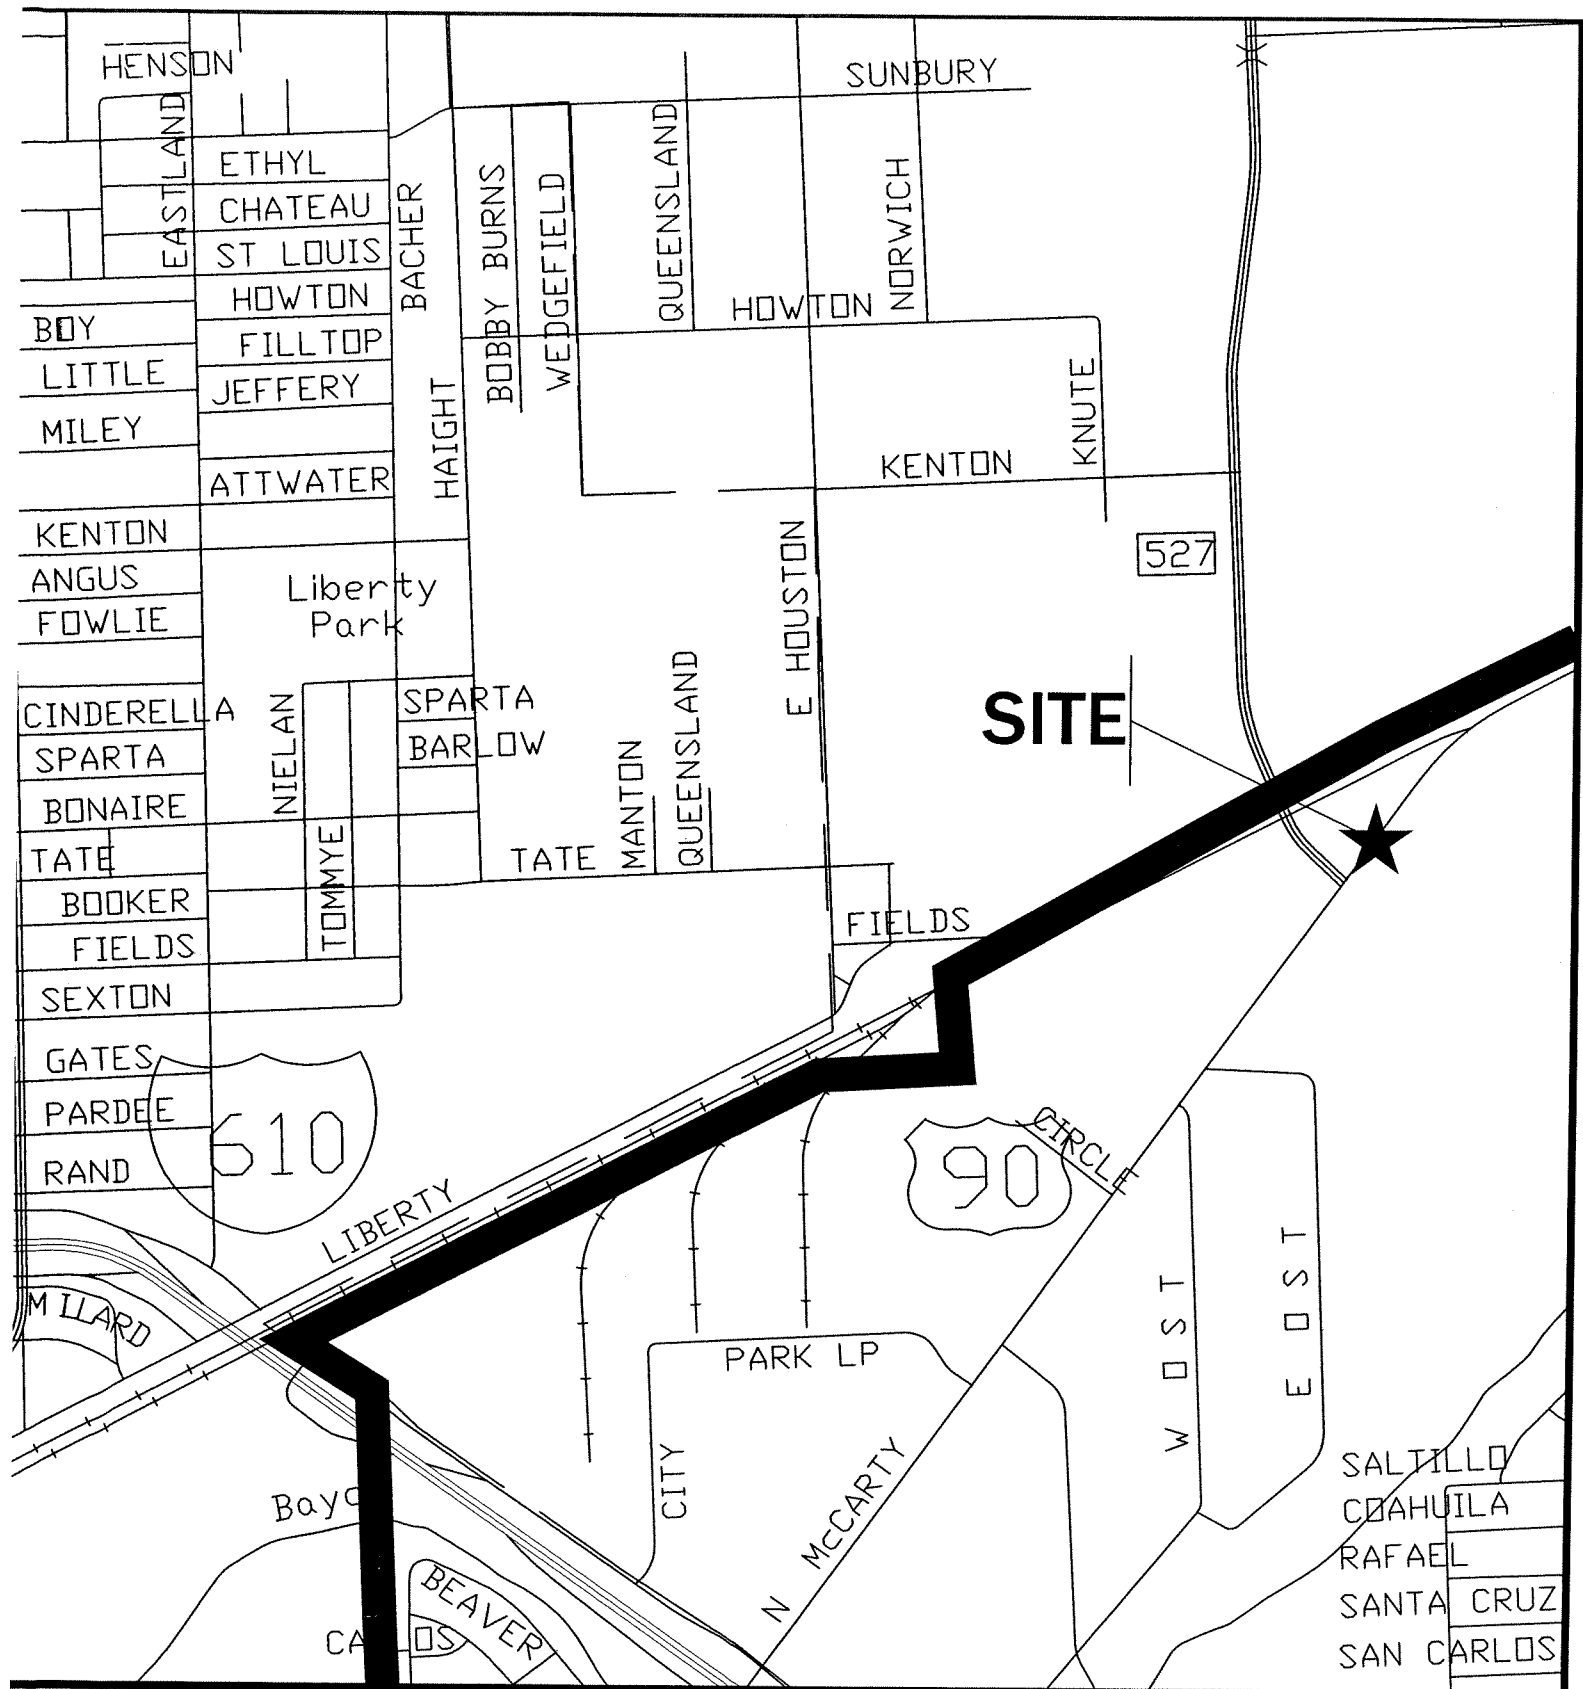 HENSON
SUNBURY
EASTLAND
ETHYL
CHATEAU
ST LOUIS
HOWTON
FILLTOP
JEFFERY
ATTWATER
BACHER
HAIGHT
BOBBY BURNS
WEDGEFIELD
QUEENSLAND
HOWTON
NORWICH
KNUTE
KENTON
527
BOY
LITTLE
MILEY
KENTON
ANGUS
FOWLIE
Liberty
Park
E HOUSTON
SITE
CINDERELLA
SPARTA
BONAIRE
TATE
BOOKER
FIELDS
SEXTON
GATES
PARDEE
RAND
NIELAN
TOMMYE
SPARTA
BARLOW
TATE
MANTON
QUEENSLAND
FIELDS
610
LIBERTY
90
CIRCLE
MILLARD
PARK LP
CITY
N McCARTY
W OST
E OST
SALTILLO
COAHUILA
RAFAEL
SANTA CRUZ
SAN CARLOS
BEAVER